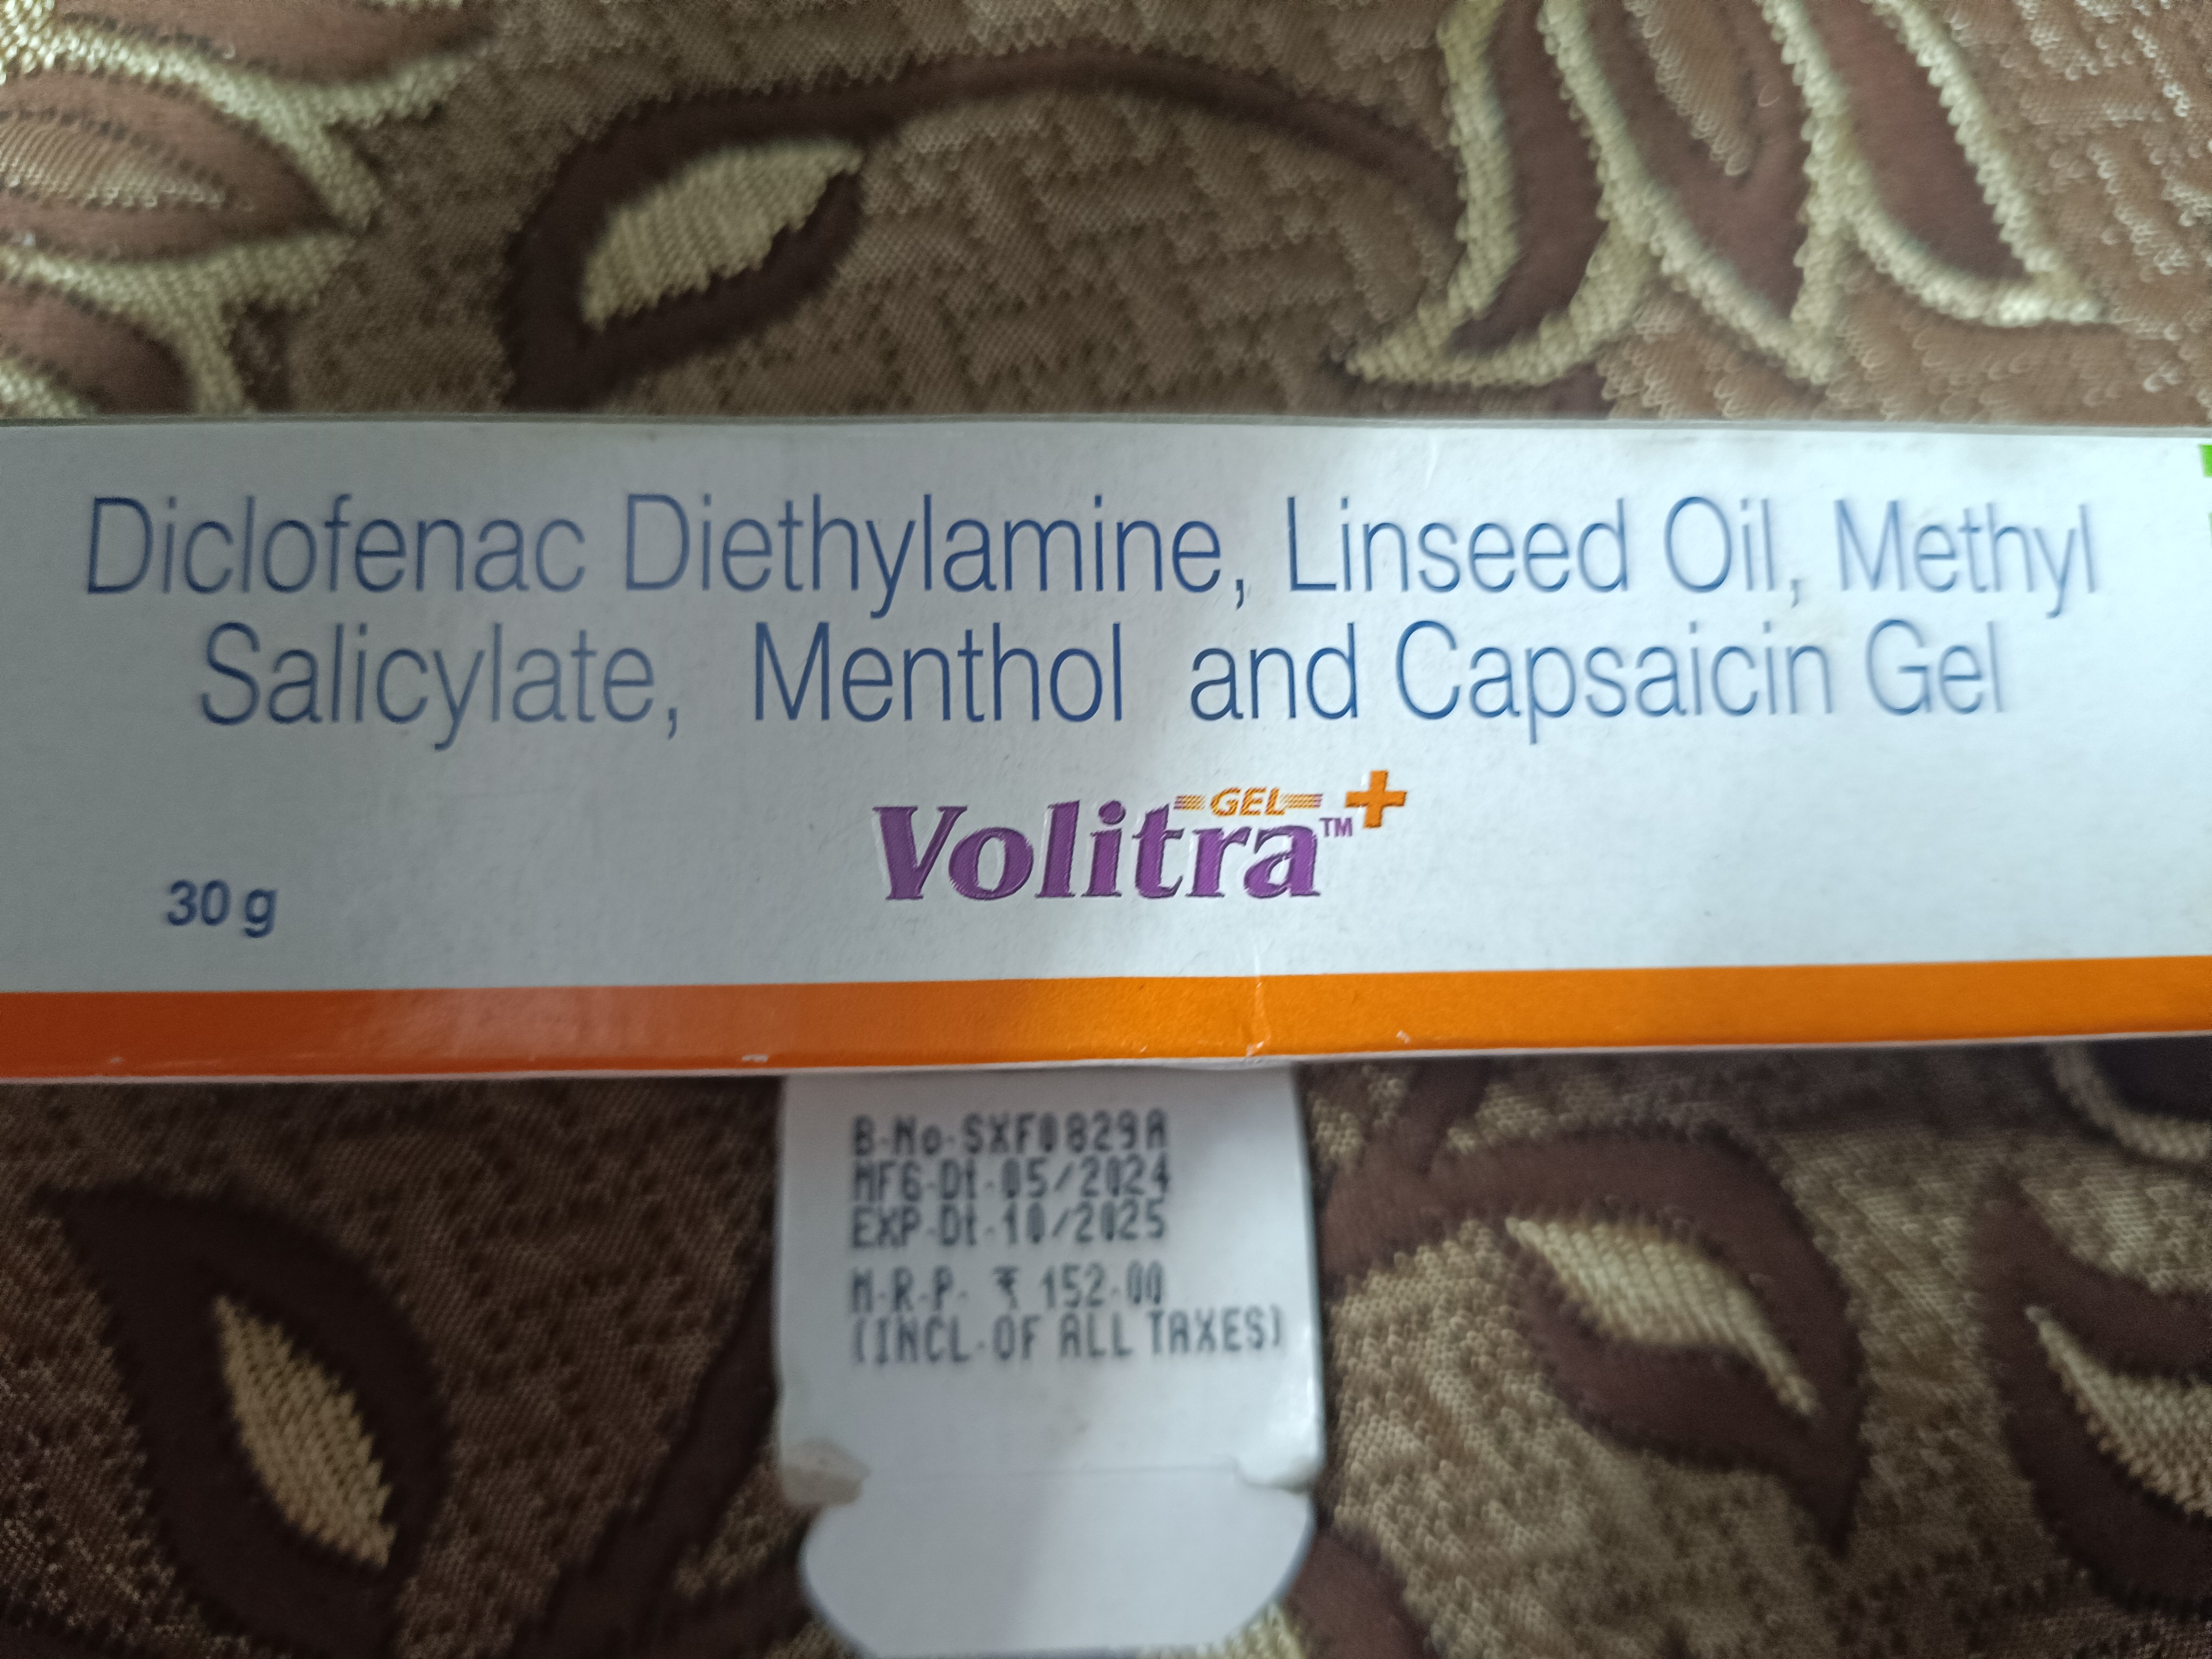 Diclofenac Diethylamine, Linseed Oil, Methyl
Salicylate, Menthol and Capsaicin Gel
GEL
Volitra™+
30 g
B.No.SXF0829A
MFG.Dt.05/2024
EXP.Dt.10/2025
M.R.P. ₹ 152.00
(INCL.OF ALL TAXES)